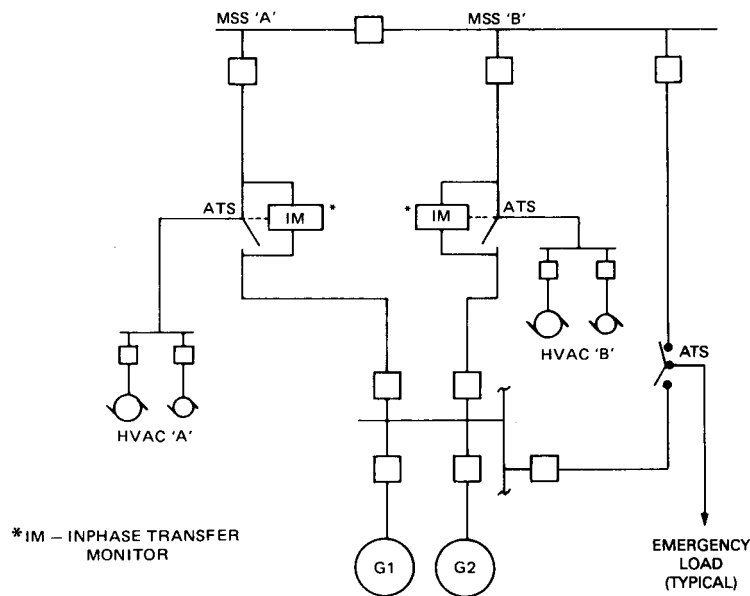 MSS 'A'
MSS 'B'
ATS
IM
*
*
IM
ATS
HVAC 'B'
ATS
HVAC 'A'
*IM – INPHASE TRANSFER
MONITOR
G1
G2
EMERGENCY
LOAD
(TYPICAL)